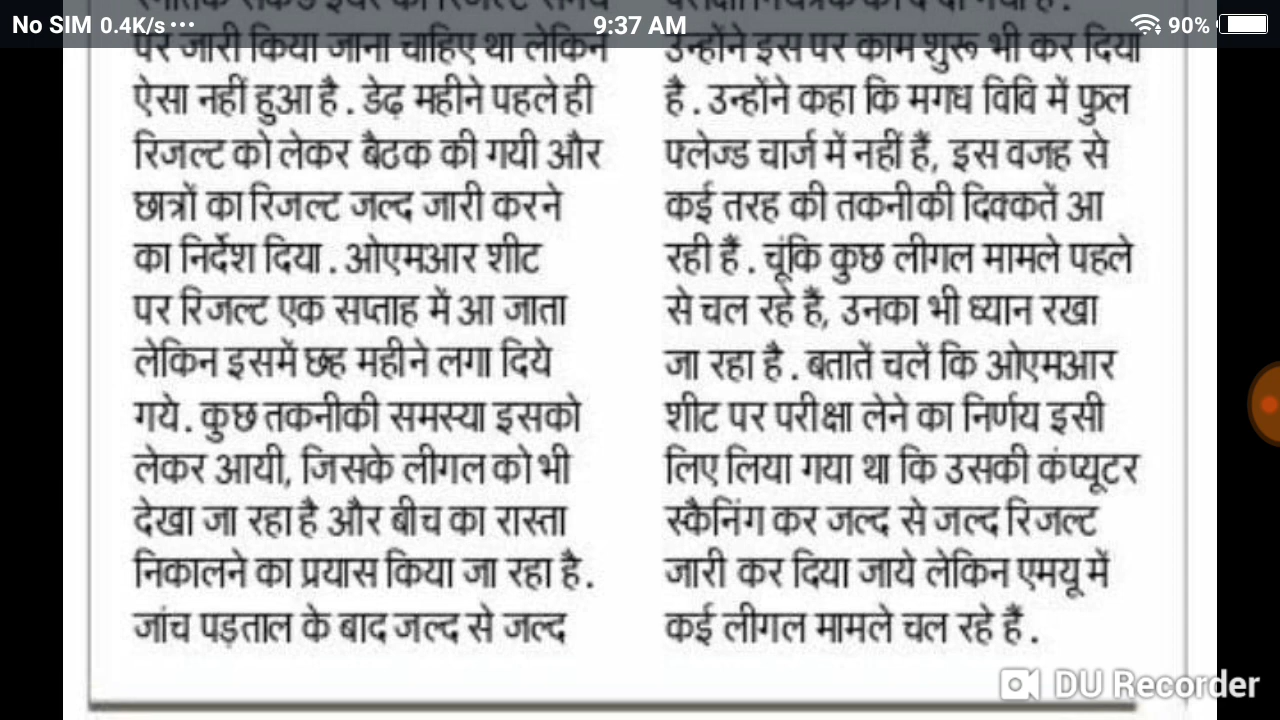 No SIM 0.4K/s ••• 9:37 AM 90%
पर जारी किया जाना चाहिए था लेकिन
ऐसा नहीं हुआ है . डेढ़ महीने पहले ही
रिजल्ट को लेकर बैठक की गयी और
छात्रों का रिजल्ट जल्द जारी करने
का निर्देश दिया . ओएमआर शीट
पर रिजल्ट एक सप्ताह में आ जाता
लेकिन इसमें छह महीने लगा दिये
गये . कुछ तकनीकी समस्या इसको
लेकर आयी, जिसके लीगल को भी
देखा जा रहा है और बीच का रास्ता
निकालने का प्रयास किया जा रहा है .
जांच पड़ताल के बाद जल्द से जल्द
उन्होंने इस पर काम शुरू भी कर दिया
है . उन्होंने कहा कि मगध विवि में फुल
फ्लेज्ड चार्ज में नहीं हैं, इस वजह से
कई तरह की तकनीकी दिक्कतें आ
रही हैं . चूंकि कुछ लीगल मामले पहले
से चल रहे हैं, उनका भी ध्यान रखा
जा रहा है . बतातें चलें कि ओएमआर
शीट पर परीक्षा लेने का निर्णय इसी
लिए लिया गया था कि उसकी कंप्यूटर
स्कैनिंग कर जल्द से जल्द रिजल्ट
जारी कर दिया जाये लेकिन एमयू में
कई लीगल मामले चल रहे हैं .
DU Recorder